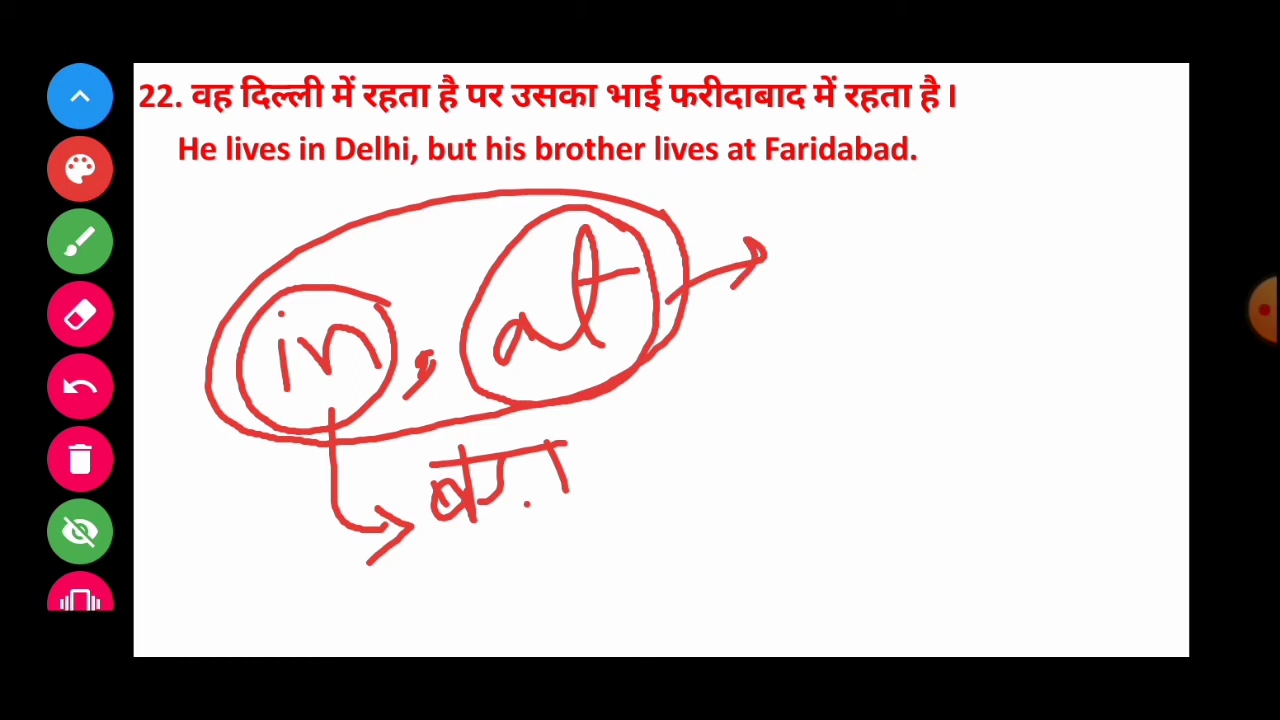 22. वह दिल्ली में रहता है पर उसका भाई फरीदाबाद में रहता है ।
He lives in Delhi, but his brother lives at Faridabad.
in, at